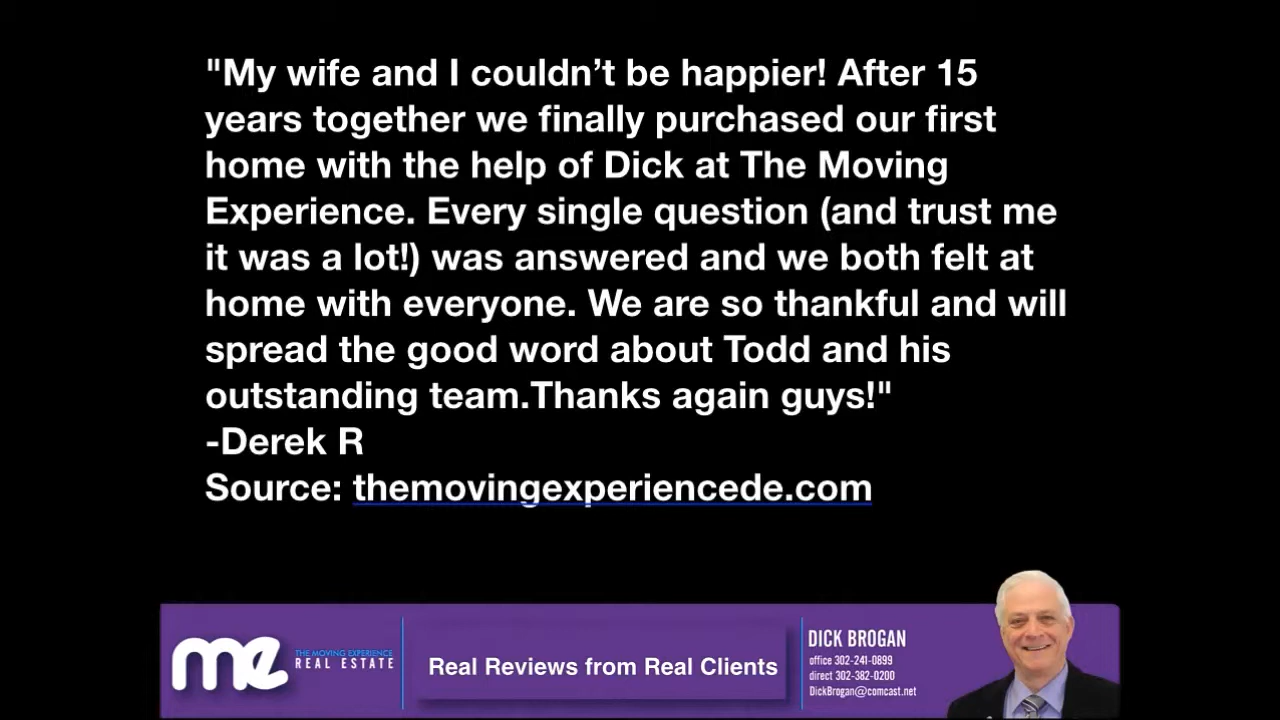 "My wife and I couldn’t be happier! After 15
years together we finally purchased our first
home with the help of Dick at The Moving
Experience. Every single question (and trust me
it was a lot!) was answered and we both felt at
home with everyone. We are so thankful and will
spread the good word about Todd and his
outstanding team.Thanks again guys!"
-Derek R
Source: themovingexperiencede.com
me
THE MOVING EXPERIENCE
REAL ESTATE
Real Reviews from Real Clients
DICK BROGAN
office 302-241-0899
direct 302-382-0200
DickBrogan@comcast.net